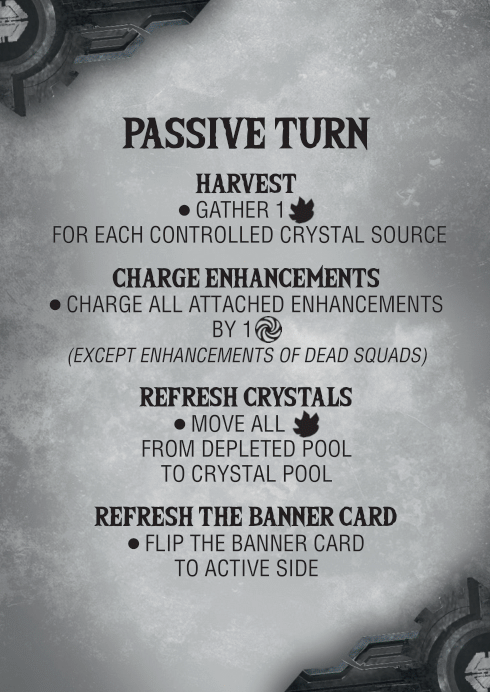 PASSIVE TURN
HARVEST
• GATHER 1
FOR EACH CONTROLLED CRYSTAL SOURCE
CHARGE ENHANCEMENTS
• CHARGE ALL ATTACHED ENHANCEMENTS
BY 1
(EXCEPT ENHANCEMENTS OF DEAD SQUADS)
REFRESH CRYSTALS
• MOVE ALL
FROM DEPLETED POOL
TO CRYSTAL POOL
REFRESH THE BANNER CARD
• FLIP THE BANNER CARD
TO ACTIVE SIDE